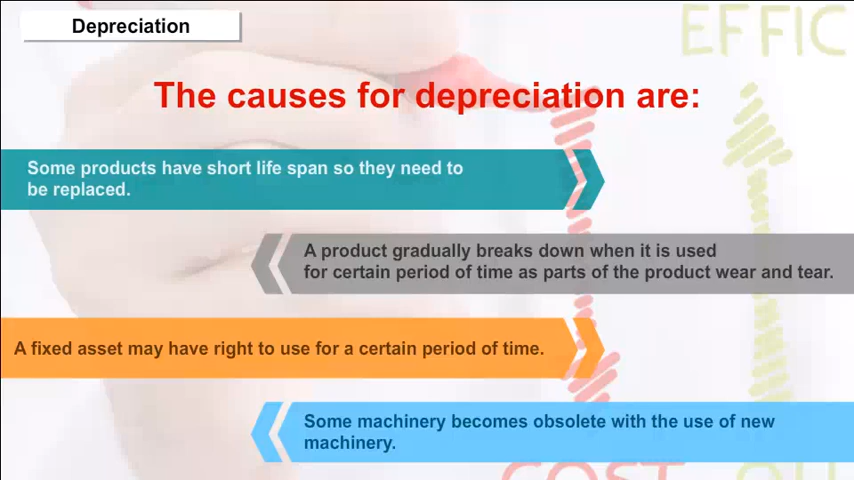 Depreciation
EFFIC
The causes for depreciation are:
Some products have short life span so they need to
be replaced.
A product gradually breaks down when it is used
for certain period of time as parts of the product wear and tear.
A fixed asset may have right to use for a certain period of time.
Some machinery becomes obsolete with the use of new
machinery.
COST